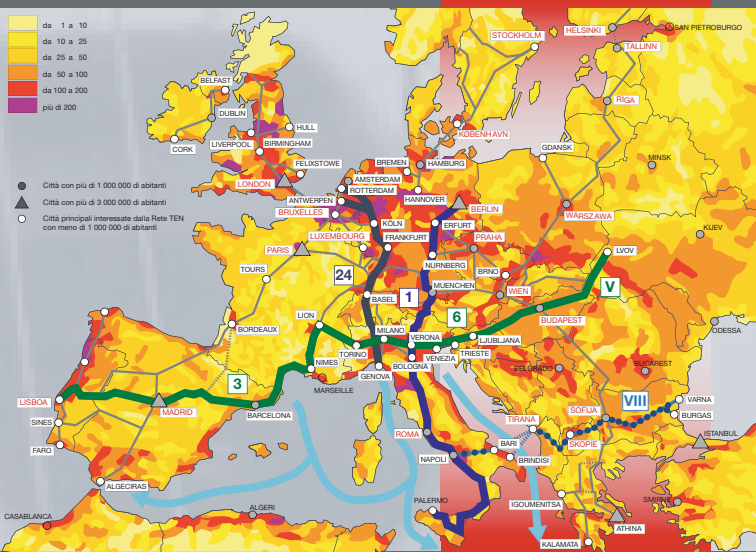 da 1 a 10
da 10 a 25
da 25 a 50
da 50 a 100
da 100 a 200
più di 200
Città con più di 1 000 000 di abitanti
Città con più di 3 000 000 di abitanti
Città principali interessate dalla Rete TEN
con meno di 1 000 000 di abitanti
STOCKHOLM
HELSINKI
SAN PIETROBURGO
TALLINN
RIGA
BELFAST
DUBLIN
CORK
LIVERPOOL
HULL
BIRMINGHAM
KØBENHAVN
GDANSK
MINSK
FELIXSTOWE
LONDON
BREMEN
HAMBURG
AMSTERDAM
ROTTERDAM
HANNOVER
ANTWERPEN
BRUXELLES
BERLIN
WARSZAWA
KÖLN
ERFURT
KIJEV
LUXEMBOURG
FRANKFURT
PRAHA
PARIS
LVOV
NURNBERG
BRNO
TOURS
24
BASEL
1
MUENCHEN
WIEN
V
LION
6
BUDAPEST
BORDEAUX
MILANO
VERONA
LJUBLJANA
ODESSA
TORINO
VENEZIA
TRIESTE
NIMES
BOLOGNA
GENOVA
BELGRADO
BUCAREST
MARSEILLE
3
LISBOA
MADRID
BARCELONA
SOFIJA
VIII
VARNA
BURGAS
SINES
TIRANA
ROMA
SKOPIE
ISTANBUL
FARO
BARI
NAPOLI
BRINDISI
ALGECIRAS
PALERMO
IGOUMENITSA
SMIRNE
CASABLANCA
ALGERI
ATHINA
KALAMATA